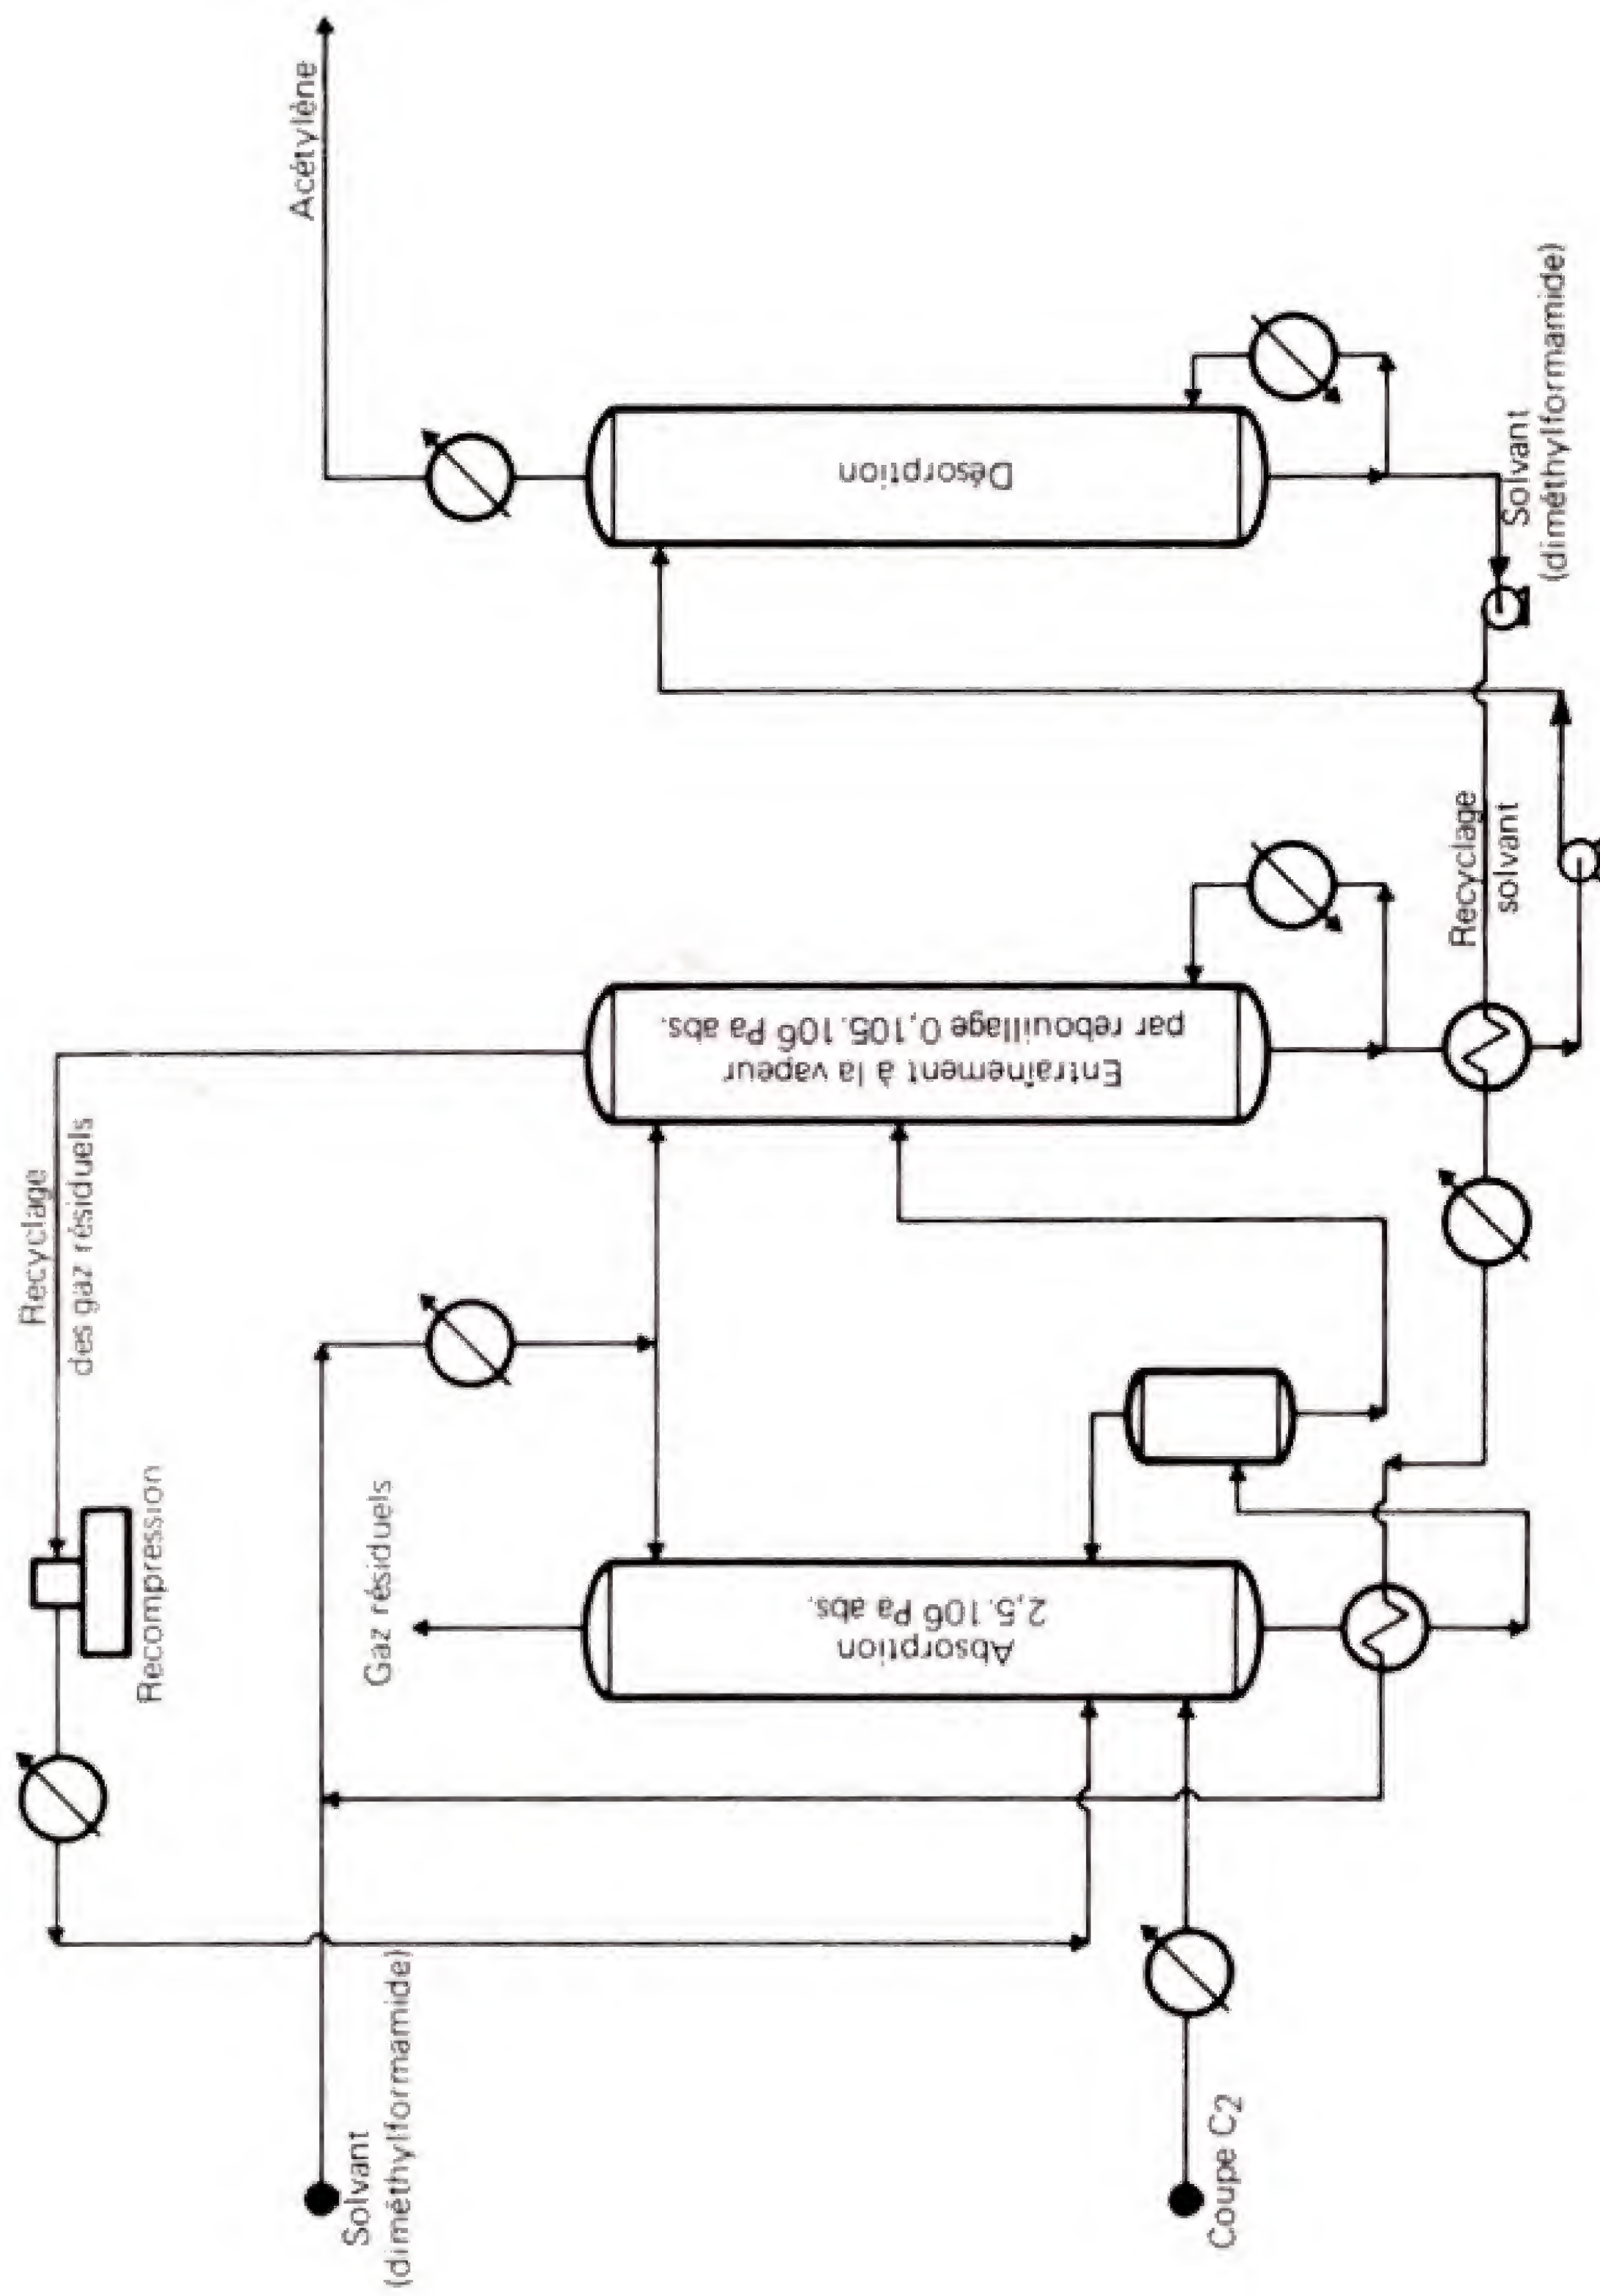 Recyclage
des gaz résiduels
Recompression
Acétylène
Gaz résiduels
Solvant
(diméthylformamide)
Absorption
2,5.10⁶ Pa abs.
Entraînement à la vapeur
par rebouillage 0,105.10⁶ Pa abs.
Désorption
Coupe C₂
Recyclage
solvant
Solvant
(diméthylformamide)